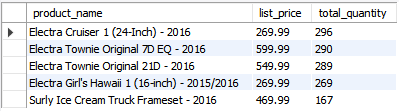 product_name list_price total_quantity
Electra Cruiser 1 (24-Inch) - 2016 269.99 296
Electra Townie Original 7D EQ - 2016 599.99 290
Electra Townie Original 21D - 2016 549.99 289
Electra Girl's Hawaii 1 (16-inch) - 2015/2016 269.99 269
Surly Ice Cream Truck Frameset - 2016 469.99 167